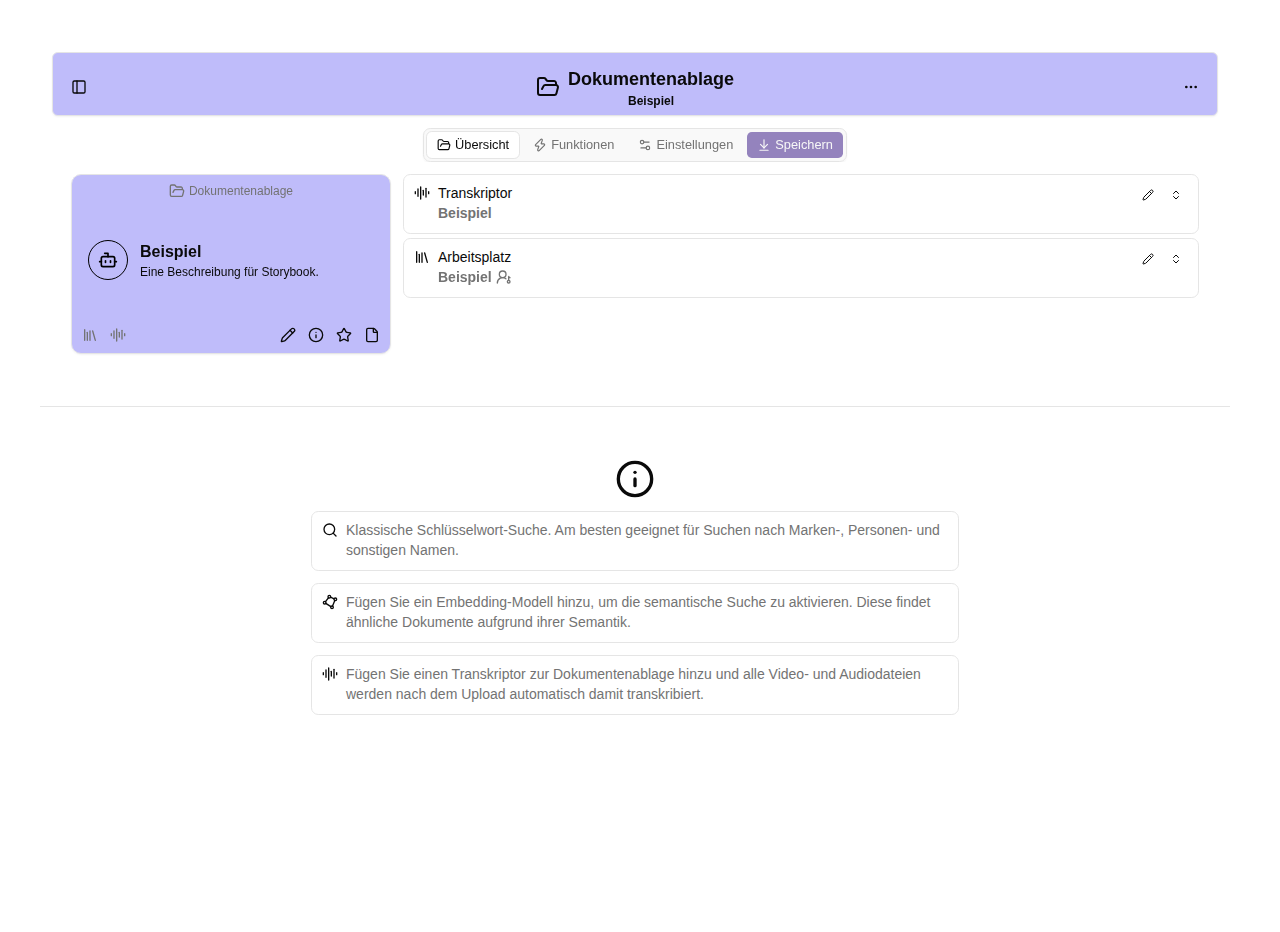 Dokumentenablage
Beispiel
Übersicht
Funktionen
Einstellungen
Speichern
Dokumentenablage
Beispiel
Eine Beschreibung für Storybook.
Transkriptor
Beispiel
Arbeitsplatz
Beispiel
Klassische Schlüsselwort-Suche. Am besten geeignet für Suchen nach Marken-, Personen- und
sonstigen Namen.
Fügen Sie ein Embedding-Modell hinzu, um die semantische Suche zu aktivieren. Diese findet
ähnliche Dokumente aufgrund ihrer Semantik.
Fügen Sie einen Transkriptor zur Dokumentenablage hinzu und alle Video- und Audiodateien
werden nach dem Upload automatisch damit transkribiert.